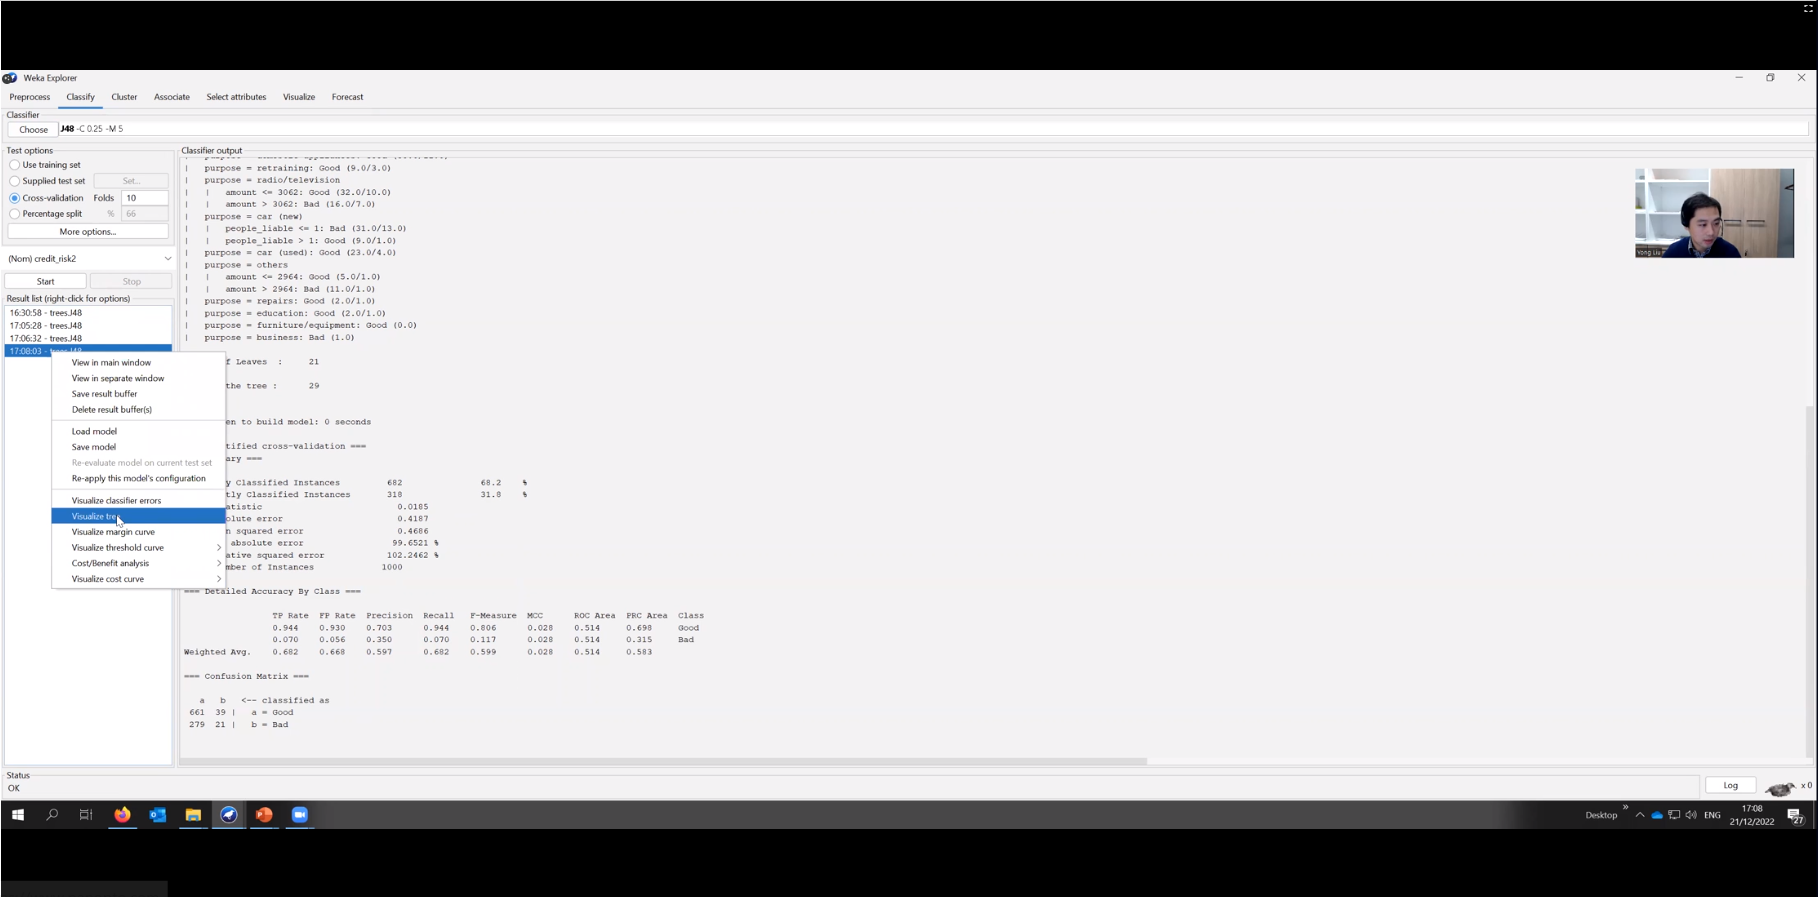 Weka Explorer
Preprocess Classify Cluster Associate Select attributes Visualize Forecast
Classifier
Choose J48 -C 0.25 -M 5
Test options
Use training set
Supplied test set Set...
Cross-validation Folds 10
Percentage split % 66
More options...
(Nom) credit_risk2
Start Stop
Result list (right-click for options)
16:30:58 - trees.J48
17:05:28 - trees.J48
17:06:32 - trees.J48
17:08:03 - trees.J48
View in main window
View in separate window
Save result buffer
Delete result buffer(s)
Load model
Save model
Re-evaluate model on current test set
Re-apply this model's configuration
Visualize classifier errors
Visualize tree
Visualize margin curve
Visualize threshold curve
Cost/Benefit analysis
Visualize cost curve
Classifier output
| purpose = retraining: Good (9.0/3.0)
| purpose = radio/television
| | amount <= 3062: Good (32.0/10.0)
| | amount > 3062: Bad (16.0/7.0)
| purpose = car (new)
| | people_liable <= 1: Bad (31.0/13.0)
| | people_liable > 1: Good (9.0/1.0)
| purpose = car (used): Good (23.0/4.0)
| purpose = others
| | amount <= 2964: Good (5.0/1.0)
| | amount > 2964: Bad (11.0/1.0)
| purpose = repairs: Good (2.0/1.0)
| purpose = education: Good (2.0/1.0)
| purpose = furniture/equipment: Good (0.0)
| purpose = business: Bad (1.0)
f Leaves : 21
the tree : 29
en to build model: 0 seconds
tified cross-validation ===
ary ===
y Classified Instances 682 68.2 %
tly Classified Instances 318 31.8 %
atistic 0.0185
olute error 0.4187
n squared error 0.4686
absolute error 99.6521 %
ative squared error 102.2462 %
mber of Instances 1000
=== Detailed Accuracy By Class ===
TP Rate FP Rate Precision Recall F-Measure MCC ROC Area PRC Area Class
0.944 0.930 0.703 0.944 0.806 0.028 0.514 0.698 Good
0.070 0.056 0.350 0.070 0.117 0.028 0.514 0.315 Bad
Weighted Avg. 0.682 0.668 0.597 0.682 0.599 0.028 0.514 0.583
=== Confusion Matrix ===
a b <-- classified as
661 39 | a = Good
279 21 | b = Bad
Yong Liu
Status
OK
Log x 0
Desktop » ENG 17:08
21/12/2022
27